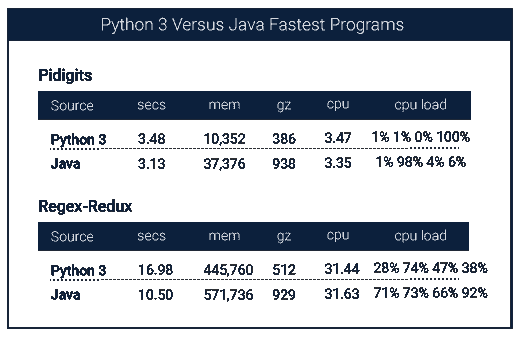 Python 3 Versus Java Fastest Programs
Pidigits
Source secs mem gz cpu cpu load
Python 3 3.48 10,352 386 3.47 1% 1% 0% 100%
Java 3.13 37,376 938 3.35 1% 98% 4% 6%
Regex-Redux
Source secs mem gz cpu cpu load
Python 3 16.98 445,760 512 31.44 28% 74% 47% 38%
Java 10.50 571,736 929 31.63 71% 73% 66% 92%